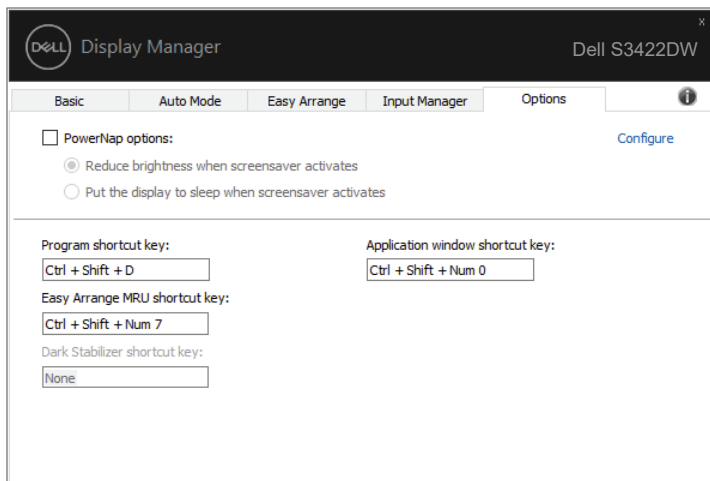 x
DELL Display Manager
Dell S3422DW
Basic Auto Mode Easy Arrange Input Manager Options i
PowerNap options: Configure
Reduce brightness when screensaver activates
Put the display to sleep when screensaver activates
Program shortcut key: Application window shortcut key:
Ctrl + Shift + D Ctrl + Shift + Num 0
Easy Arrange MRU shortcut key:
Ctrl + Shift + Num 7
Dark Stabilizer shortcut key:
None